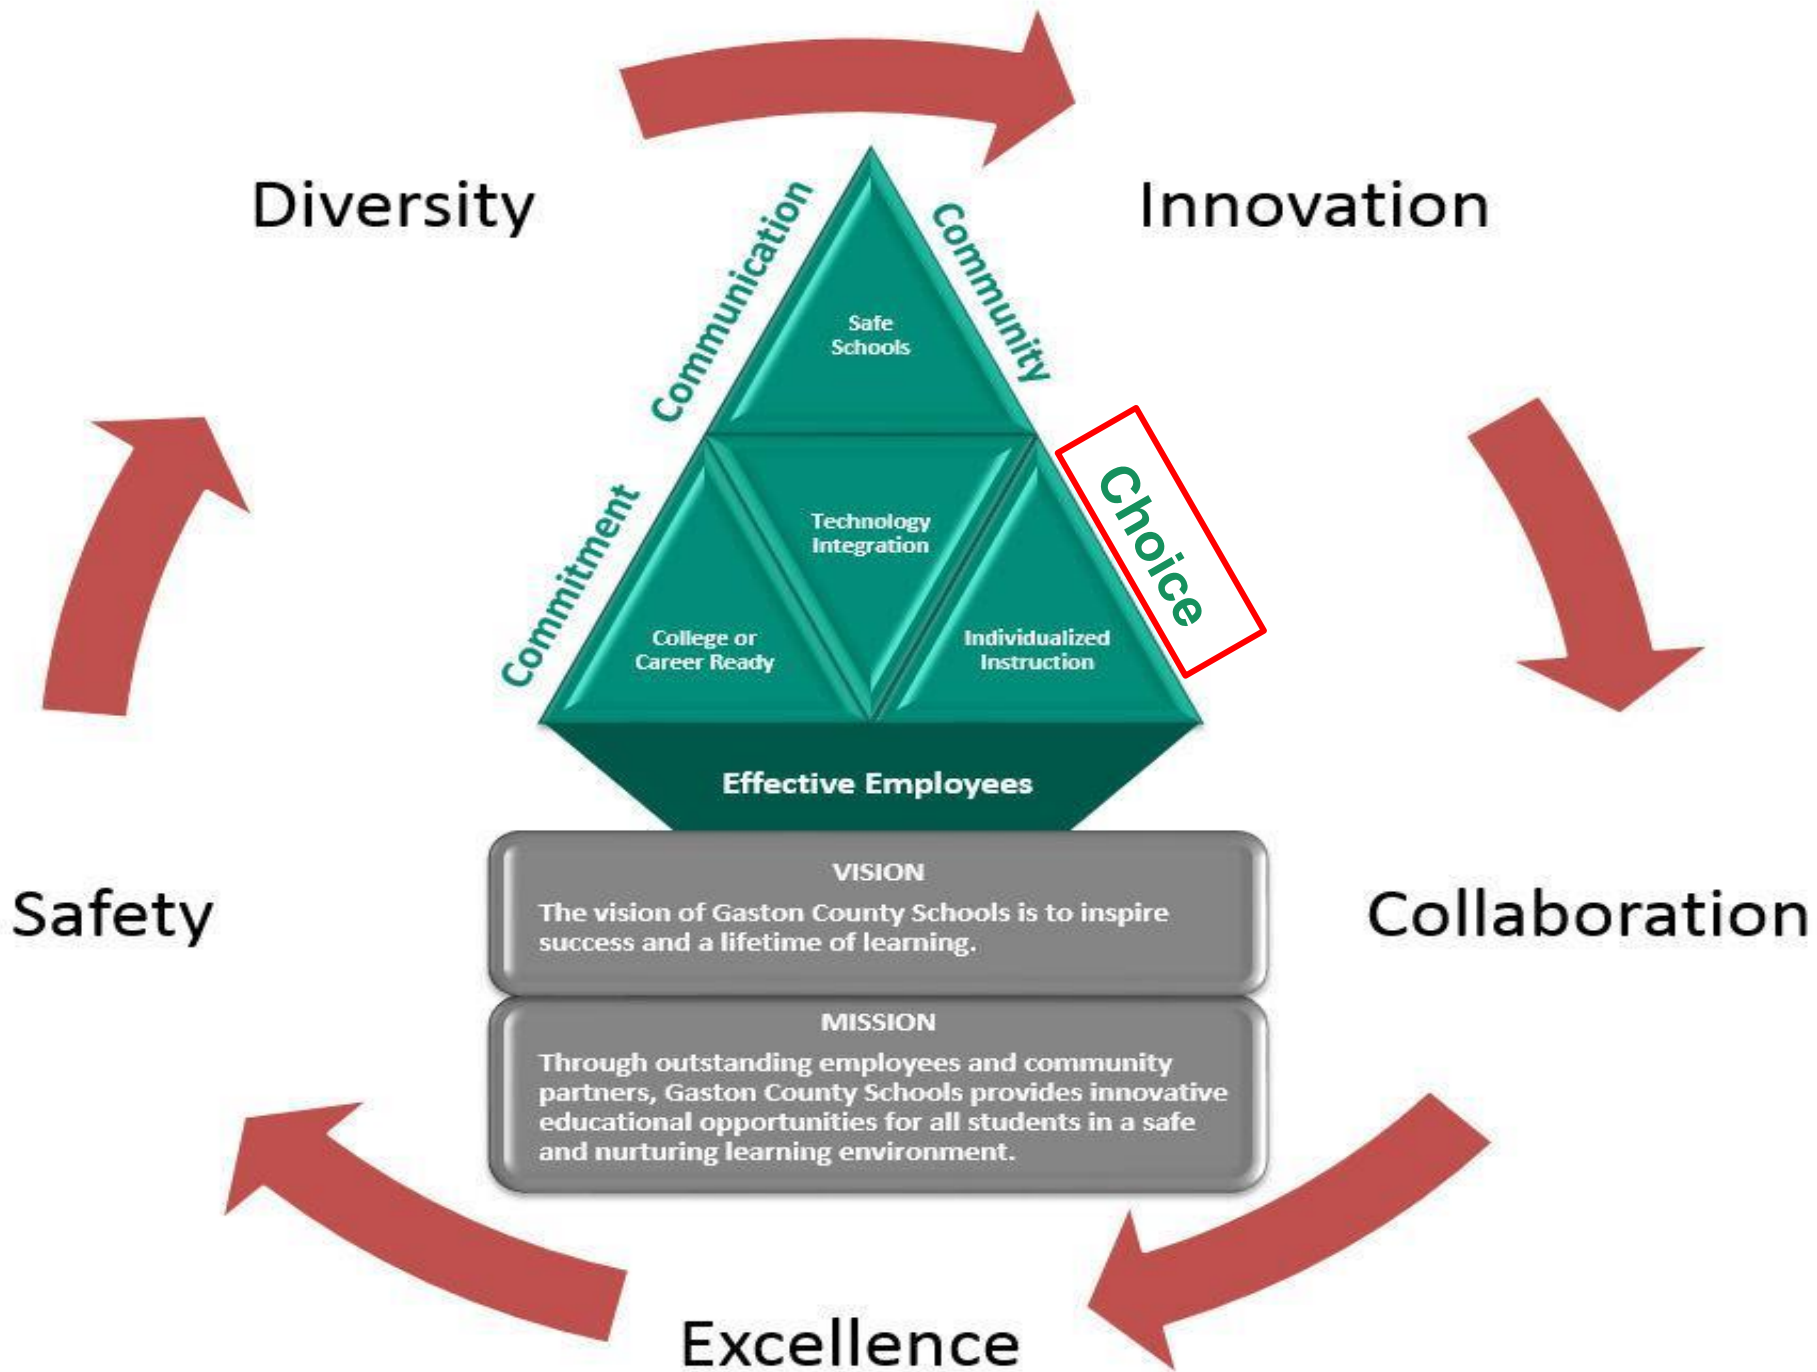 Diversity
Innovation
Communication
Community
Safe
Schools
Commitment
Choice
Technology
Integration
College or
Career Ready
Individualized
Instruction
Effective Employees
Safety
Collaboration
VISION
The vision of Gaston County Schools is to inspire
success and a lifetime of learning.
MISSION
Through outstanding employees and community
partners, Gaston County Schools provides innovative
educational opportunities for all students in a safe
and nurturing learning environment.
Excellence